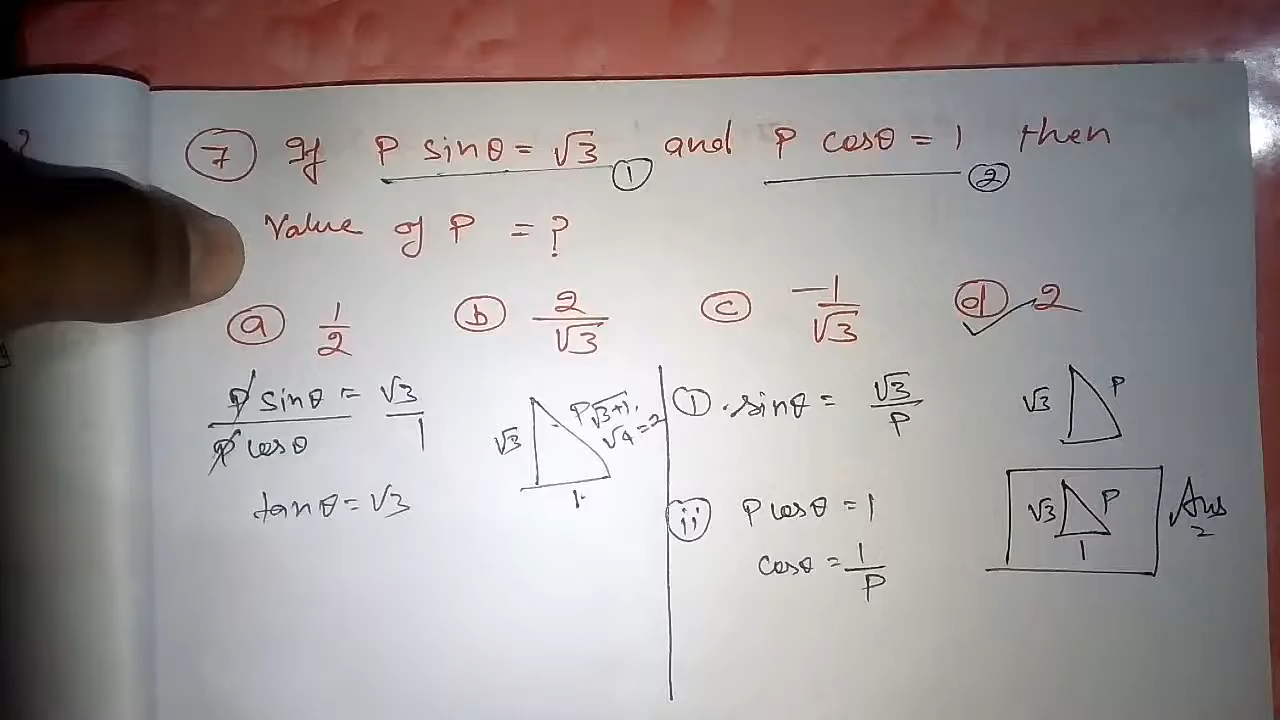 7 If P sinθ = √3 ① and P cosθ = 1 ② then
Value of P = ?
a 1/2 b 2/√3 c -1/√3 d 2
P sinθ / P cosθ = √3/1
tanθ = √3
√3 P √3+1, √4=2
1
① sinθ = √3/P
√3 P
ii P cosθ = 1
cosθ = 1/P
√3 P
1
Ans
2